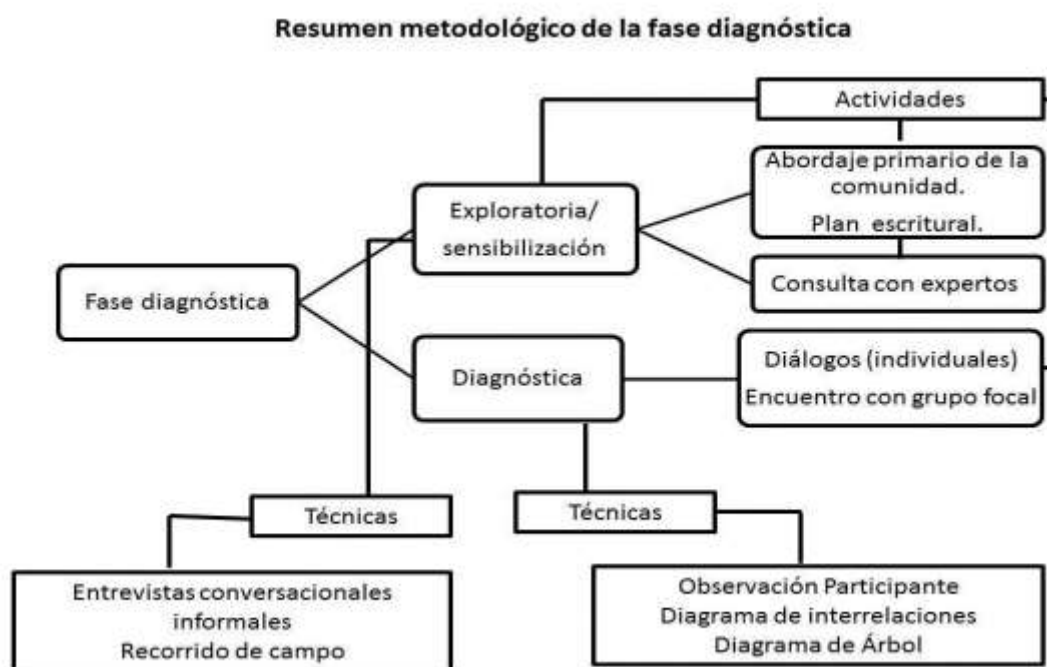 Resumen metodológico de la fase diagnóstica
Actividades
Abordaje primario de la
comunidad.
Plan escritural.
Exploratoria/
sensibilización
Consulta con expertos
Fase diagnóstica
Diagnóstica
Diálogos (individuales)
Encuentro con grupo focal
Técnicas
Técnicas
Entrevistas conversacionales
informales
Recorrido de campo
Observación Participante
Diagrama de interrelaciones
Diagrama de Árbol